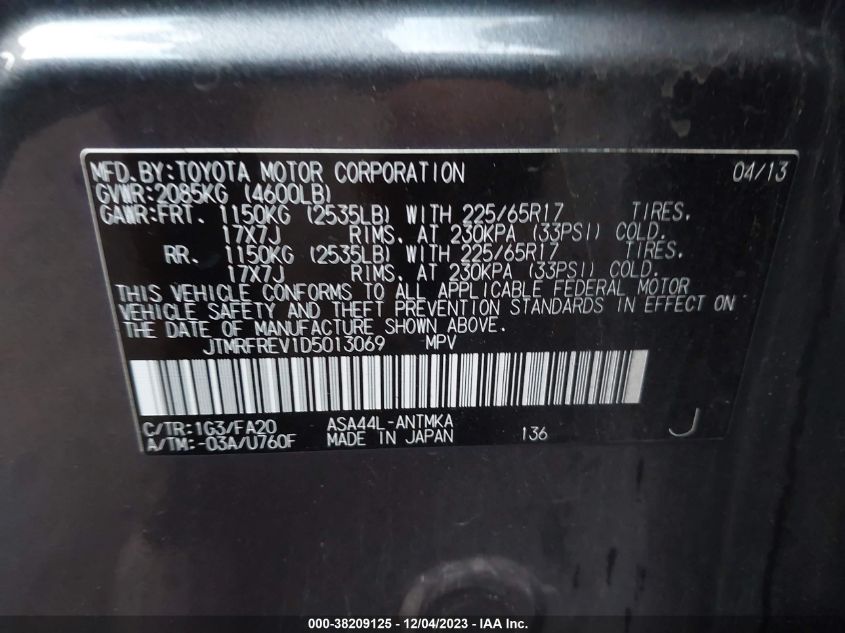 MFD.BY:TOYOTA MOTOR CORPORATION 04/13
GVWR:2085KG (4600LB)
GAWR:FRT. 1150KG (2535LB) WITH 225/65R17 TIRES,
17X7J RIMS, AT 230KPA (33PSI) COLD.
RR. 1150KG (2535LB) WITH 225/65R17 TIRES,
17X7J RIMS, AT 230KPA (33PSI) COLD.
THIS VEHICLE CONFORMS TO ALL APPLICABLE FEDERAL MOTOR
VEHICLE SAFETY AND THEFT PREVENTION STANDARDS IN EFFECT ON
THE DATE OF MANUFACTURE SHOWN ABOVE.
JTMRFREV1D5013069 MPV
C/TR:1G3/FA20 ASA44L-ANTMKA
A/TM:-03A/U760F MADE IN JAPAN 136 J
000-38209125 - 12/04/2023 - IAA Inc.